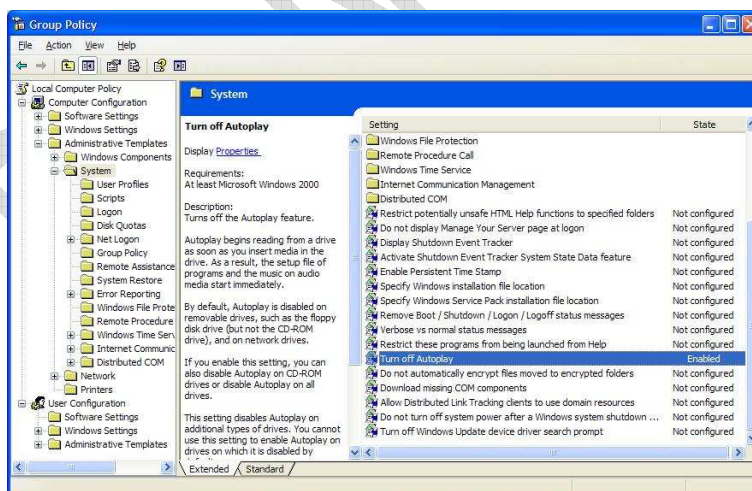 Group Policy
File Action View Help
Local Computer Policy
Computer Configuration
Software Settings
Windows Settings
Administrative Templates
Windows Components
System
User Profiles
Scripts
Logon
Disk Quotas
Net Logon
Group Policy
Remote Assistance
System Restore
Error Reporting
Windows File Prote
Remote Procedure
Windows Time Serv
Internet Communic
Distributed COM
Network
Printers
User Configuration
Software Settings
Windows Settings
Administrative Templates
System
Turn off Autoplay
Display Properties
Requirements:
At least Microsoft Windows 2000
Description:
Turns off the Autoplay feature.
Autoplay begins reading from a drive
as soon as you insert media in the
drive. As a result, the setup file of
programs and the music on audio
media start immediately.
By default, Autoplay is disabled on
removable drives, such as the floppy
disk drive (but not the CD-ROM
drive), and on network drives.
If you enable this setting, you can
also disable Autoplay on CD-ROM
drives or disable Autoplay on all
drives.
This setting disables Autoplay on
additional types of drives. You cannot
use this setting to enable Autoplay on
drives on which it is disabled by
Setting State
Windows File Protection
Remote Procedure Call
Windows Time Service
Internet Communication Management
Distributed COM
Restrict potentially unsafe HTML Help functions to specified folders Not configured
Do not display Manage Your Server page at logon Not configured
Display Shutdown Event Tracker Not configured
Activate Shutdown Event Tracker System State Data feature Not configured
Enable Persistent Time Stamp Not configured
Specify Windows installation file location Not configured
Specify Windows Service Pack installation file location Not configured
Remove Boot / Shutdown / Logon / Logoff status messages Not configured
Verbose vs normal status messages Not configured
Restrict these programs from being launched from Help Not configured
Turn off Autoplay Enabled
Do not automatically encrypt files moved to encrypted folders Not configured
Download missing COM components Not configured
Allow Distributed Link Tracking clients to use domain resources Not configured
Do not turn off system power after a Windows system shutdown ... Not configured
Turn off Windows Update device driver search prompt Not configured
Extended Standard